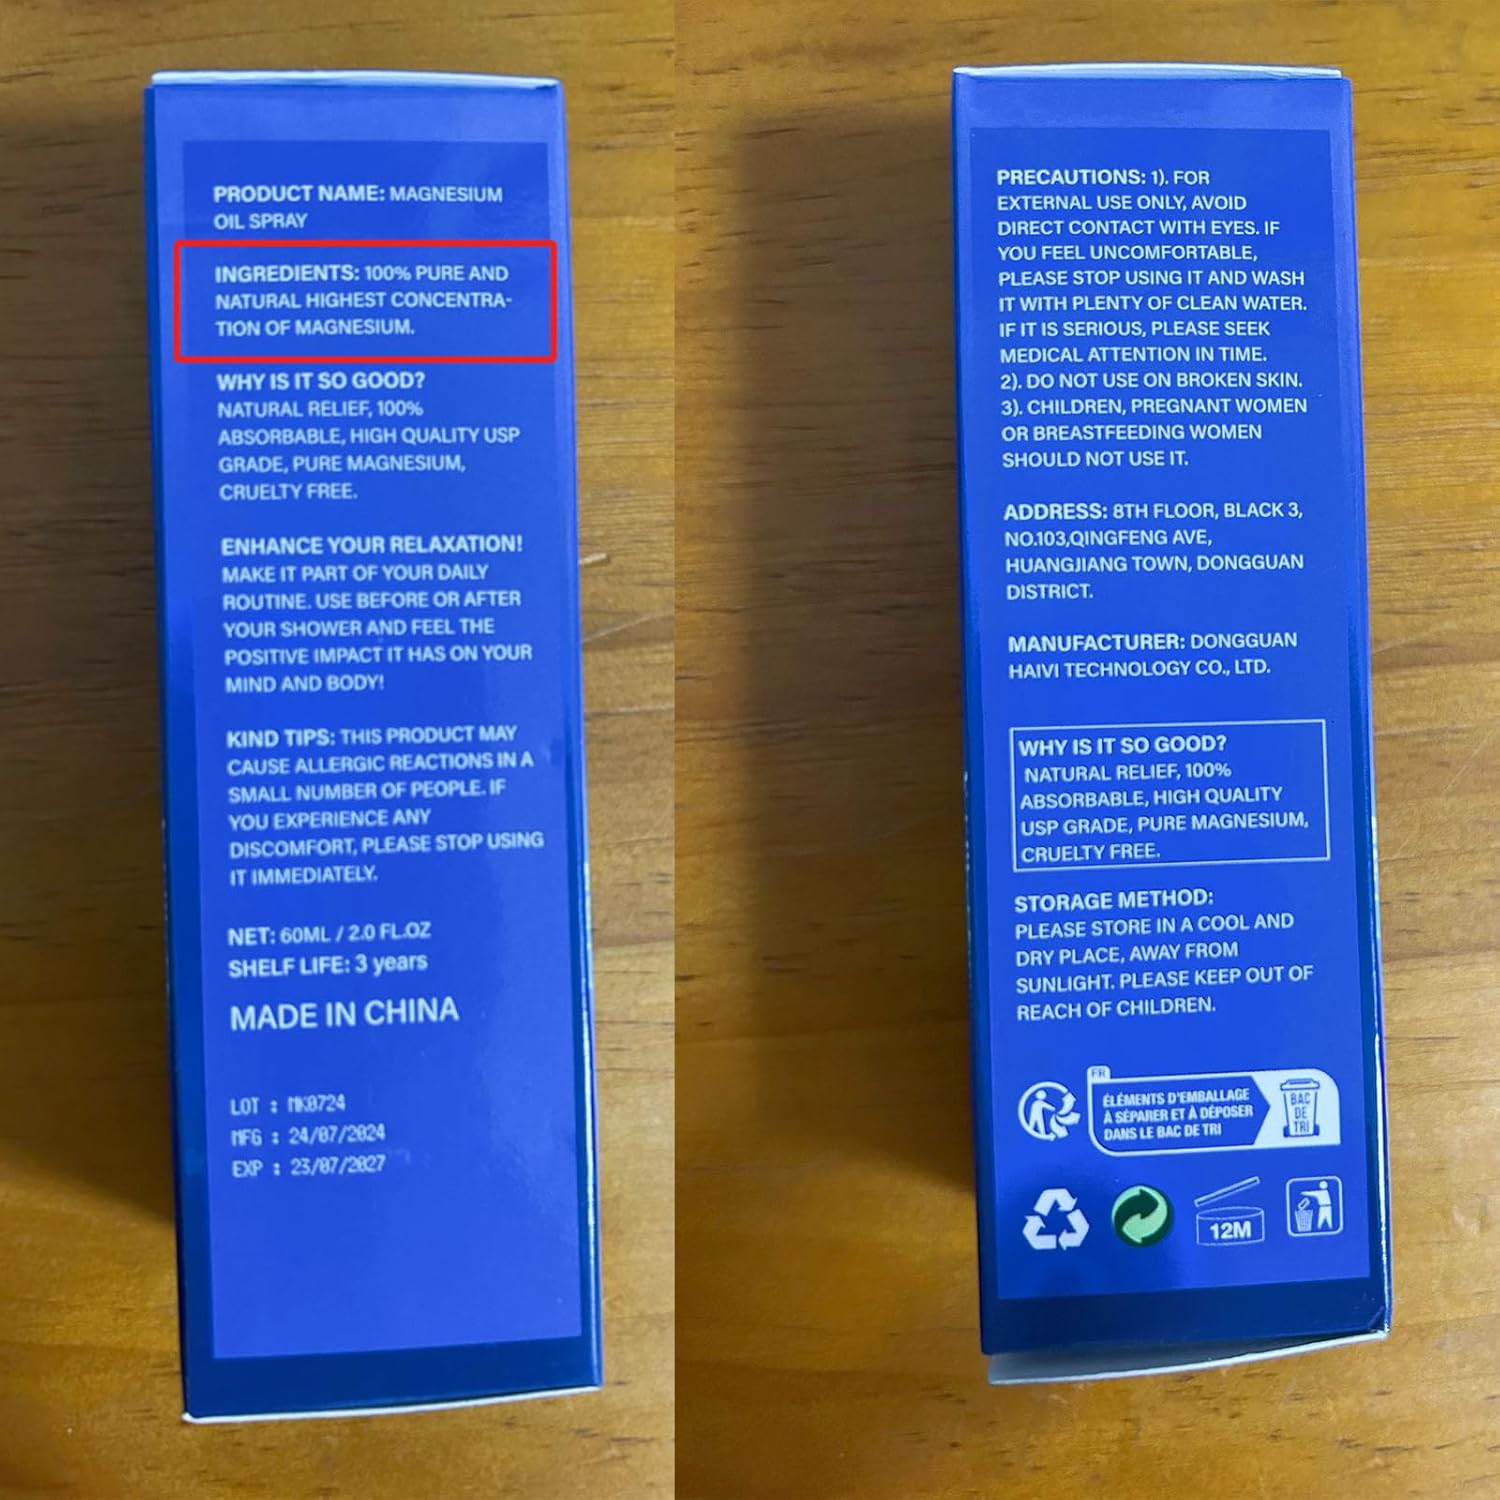 PRODUCT NAME: MAGNESIUM
OIL SPRAY
INGREDIENTS: 100% PURE AND
NATURAL HIGHEST CONCENTRA-
TION OF MAGNESIUM.
WHY IS IT SO GOOD?
NATURAL RELIEF, 100%
ABSORBABLE, HIGH QUALITY USP
GRADE, PURE MAGNESIUM,
CRUELTY FREE.
ENHANCE YOUR RELAXATION!
MAKE IT PART OF YOUR DAILY
ROUTINE. USE BEFORE OR AFTER
YOUR SHOWER AND FEEL THE
POSITIVE IMPACT IT HAS ON YOUR
MIND AND BODY!
KIND TIPS: THIS PRODUCT MAY
CAUSE ALLERGIC REACTIONS IN A
SMALL NUMBER OF PEOPLE. IF
YOU EXPERIENCE ANY
DISCOMFORT, PLEASE STOP USING
IT IMMEDIATELY.
NET: 60ML / 2.0 FL.OZ
SHELF LIFE: 3 years
MADE IN CHINA
LOT : MK0724
MFG : 24/07/2024
EXP : 23/07/2027
PRECAUTIONS: 1). FOR
EXTERNAL USE ONLY, AVOID
DIRECT CONTACT WITH EYES. IF
YOU FEEL UNCOMFORTABLE,
PLEASE STOP USING IT AND WASH
IT WITH PLENTY OF CLEAN WATER.
IF IT IS SERIOUS, PLEASE SEEK
MEDICAL ATTENTION IN TIME.
2). DO NOT USE ON BROKEN SKIN.
3). CHILDREN, PREGNANT WOMEN
OR BREASTFEEDING WOMEN
SHOULD NOT USE IT.
ADDRESS: 8TH FLOOR, BLACK 3,
NO.103,QINGFENG AVE,
HUANGJIANG TOWN, DONGGUAN
DISTRICT.
MANUFACTURER: DONGGUAN
HAIVI TECHNOLOGY CO., LTD.
WHY IS IT SO GOOD?
NATURAL RELIEF, 100%
ABSORBABLE, HIGH QUALITY
USP GRADE, PURE MAGNESIUM,
CRUELTY FREE.
STORAGE METHOD:
PLEASE STORE IN A COOL AND
DRY PLACE, AWAY FROM
SUNLIGHT. PLEASE KEEP OUT OF
REACH OF CHILDREN.
FR
ÉLÉMENTS D'EMBALLAGE
À SÉPARER ET À DÉPOSER
DANS LE BAC DE TRI
BAC
DE
TRI
12M